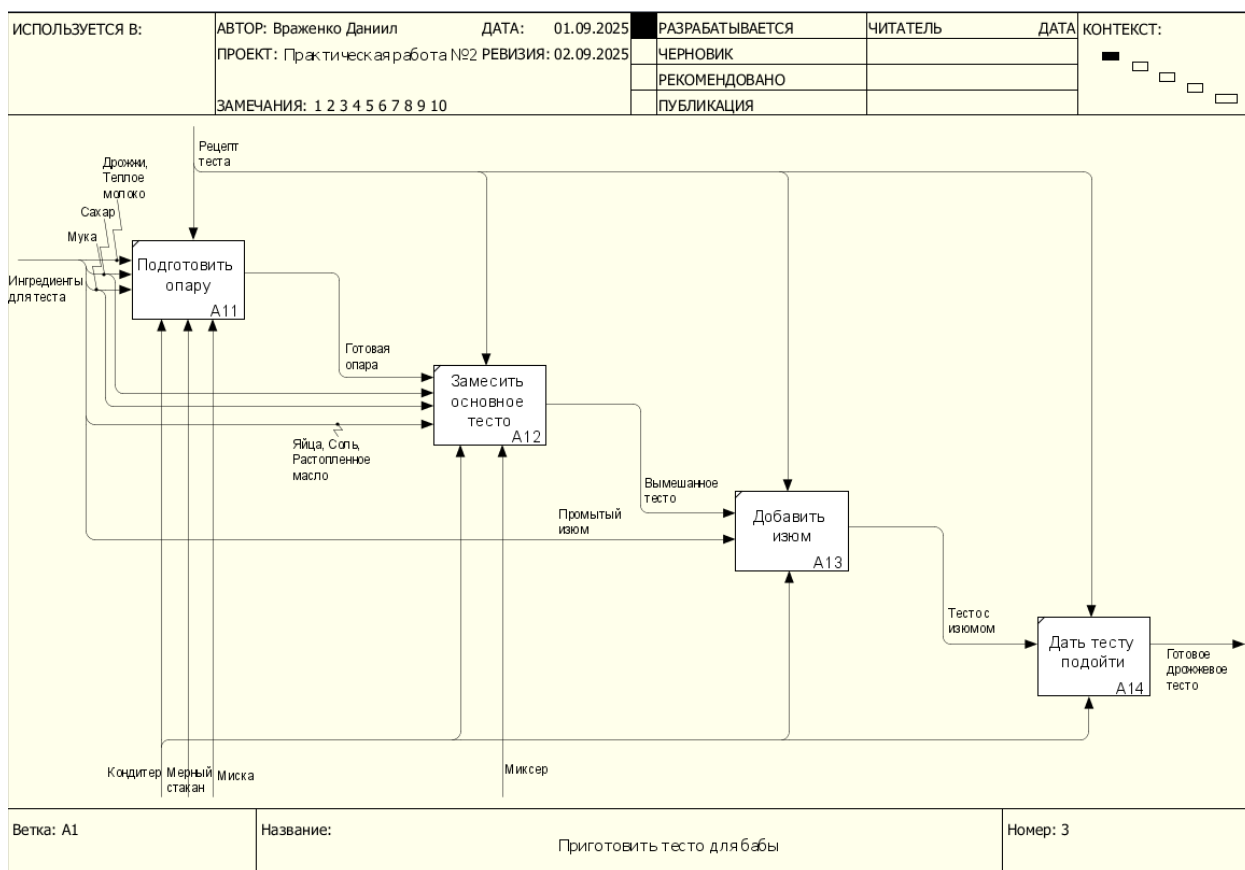 ИСПОЛЬЗУЕТСЯ В:
АВТОР: Враженко Даниил
ДАТА: 01.09.2025
РАЗРАБАТЫВАЕТСЯ
ЧИТАТЕЛЬ
ДАТА
КОНТЕКСТ:
ПРОЕКТ: Практическая работа №2
РЕВИЗИЯ: 02.09.2025
ЧЕРНОВИК
РЕКОМЕНДОВАНО
ЗАМЕЧАНИЯ: 1 2 3 4 5 6 7 8 9 10
ПУБЛИКАЦИЯ
Рецепт
теста
Дрожжи,
Теплое
молоко
Сахар
Мука
Ингредиенты
для теста
Подготовить
опару
A11
Готовая
опара
Замесить
основное
тесто
A12
Яйца, Соль,
Растопленное
масло
Вымешанное
тесто
Промытый
изюм
Добавить
изюм
A13
Тесто с
изюмом
Дать тесту
подойти
A14
Готовое
дрожжевое
тесто
Кондитер
Мерный
стакан
Миска
Миксер
Ветка: A1
Название:
Приготовить тесто для бабы
Номер: 3